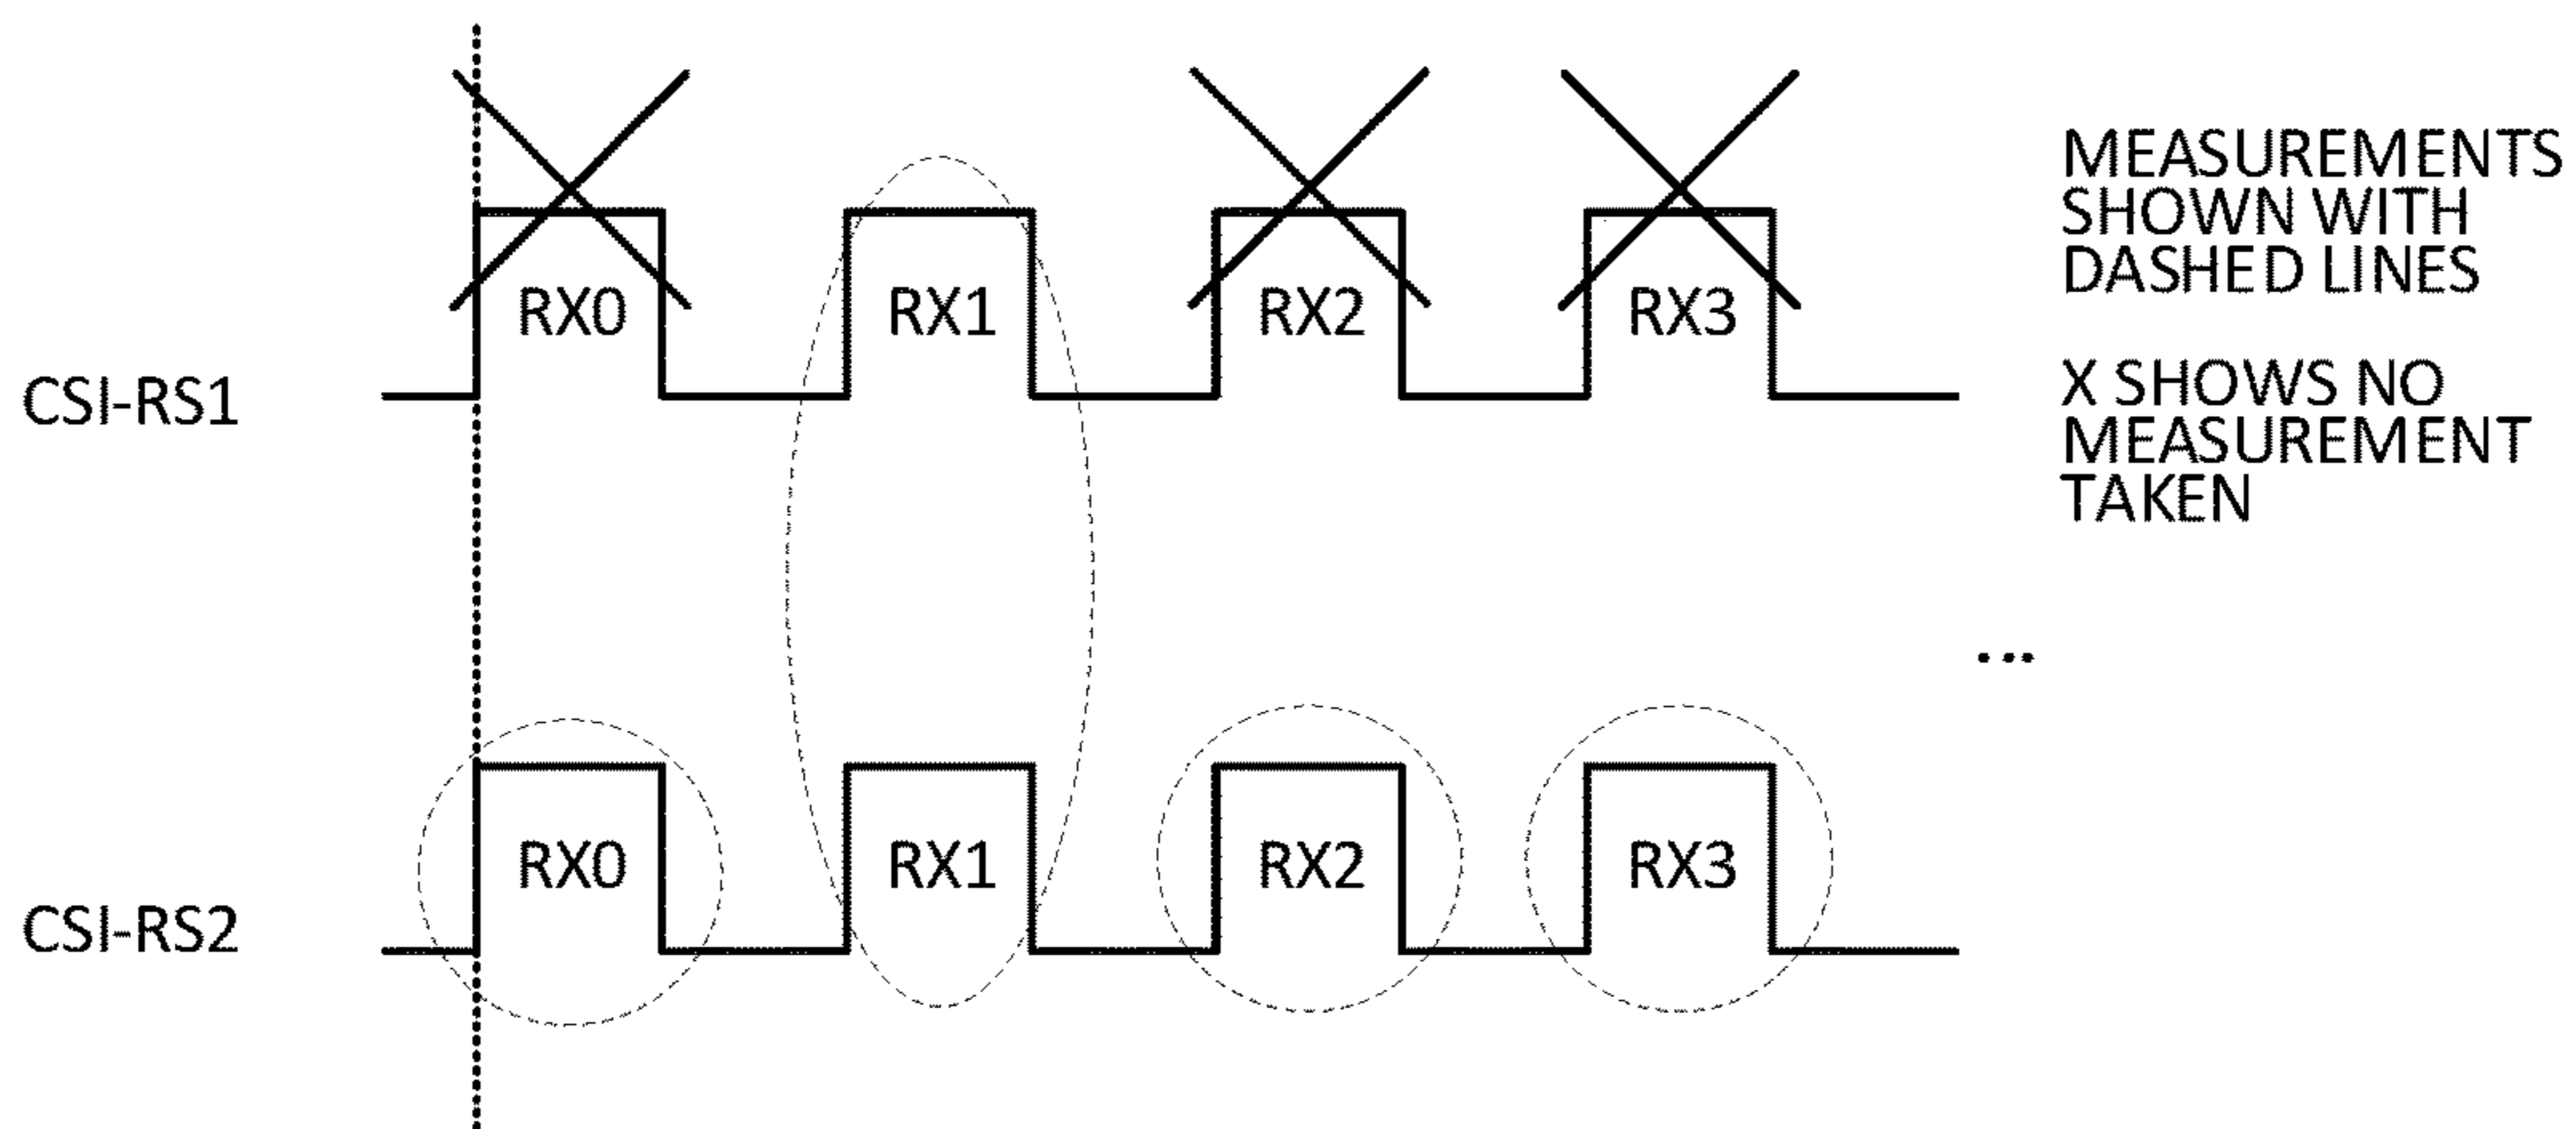 MEASUREMENTS
SHOWN WITH
DASHED LINES
RX0 RX1 RX2 RX3
CSI-RS1
X SHOWS NO
MEASUREMENT
TAKEN
...
RX0 RX1 RX2 RX3
CSI-RS2